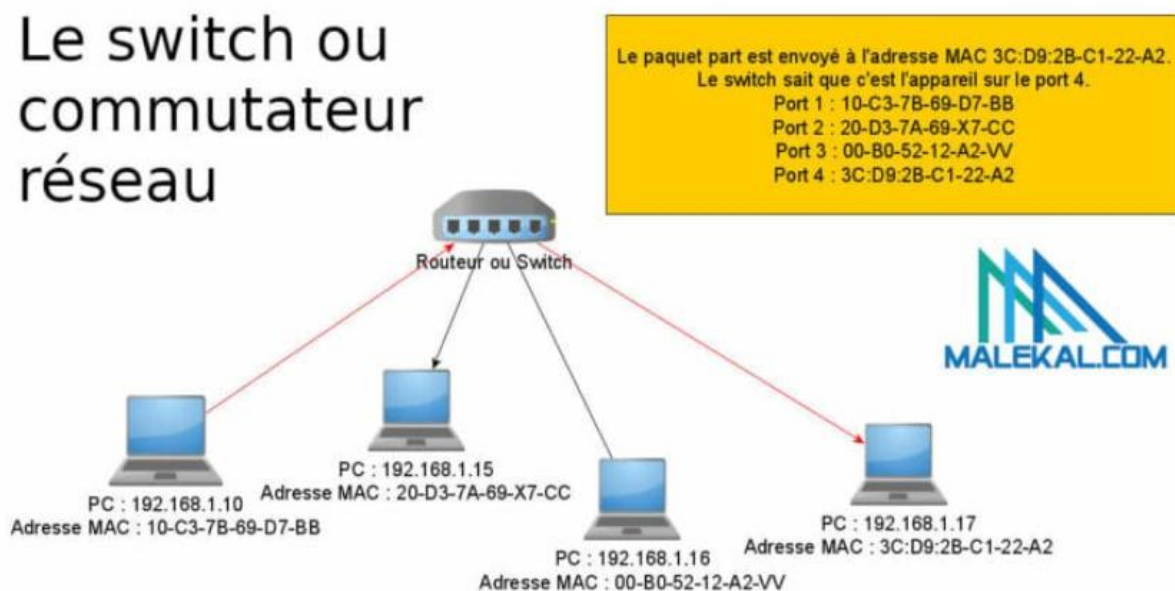 Le switch ou
commutateur
réseau
Le paquet part est envoyé à l'adresse MAC 3C:D9:2B-C1-22-A2.
Le switch sait que c'est l'appareil sur le port 4.
Port 1 : 10-C3-7B-69-D7-BB
Port 2 : 20-D3-7A-69-X7-CC
Port 3 : 00-B0-52-12-A2-VV
Port 4 : 3C:D9:2B-C1-22-A2
Routeur ou Switch
MALEKAL.COM
PC : 192.168.1.10
Adresse MAC : 10-C3-7B-69-D7-BB
PC : 192.168.1.15
Adresse MAC : 20-D3-7A-69-X7-CC
PC : 192.168.1.16
Adresse MAC : 00-B0-52-12-A2-VV
PC : 192.168.1.17
Adresse MAC : 3C:D9:2B-C1-22-A2